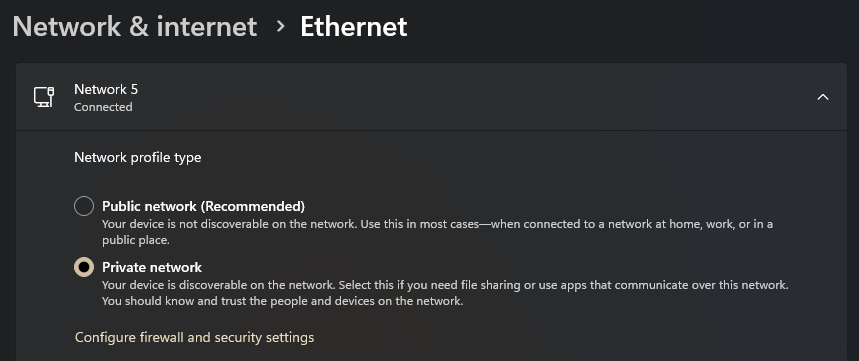 Network & internet > Ethernet
Network 5
Connected
Network profile type
Public network (Recommended)
Your device is not discoverable on the network. Use this in most cases—when connected to a network at home, work, or in a
public place.
Private network
Your device is discoverable on the network. Select this if you need file sharing or use apps that communicate over this network.
You should know and trust the people and devices on the network.
Configure firewall and security settings